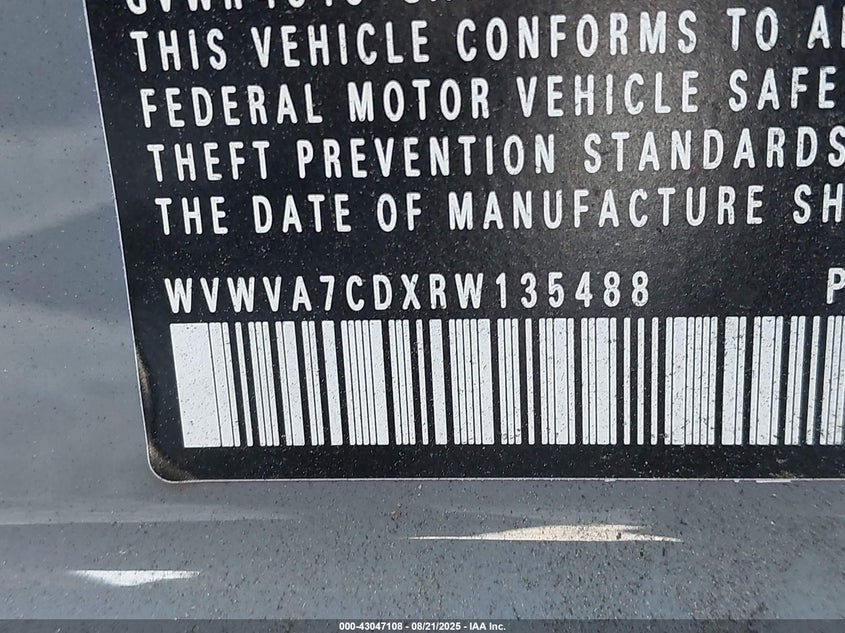 THIS VEHICLE CONFORMS TO
FEDERAL MOTOR VEHICLE SAFE
THEFT PREVENTION STANDARDS
THE DATE OF MANUFACTURE SH
WVWVA7CDXRW135488 P
000-43047108 - 08/21/2025 - IAA Inc.